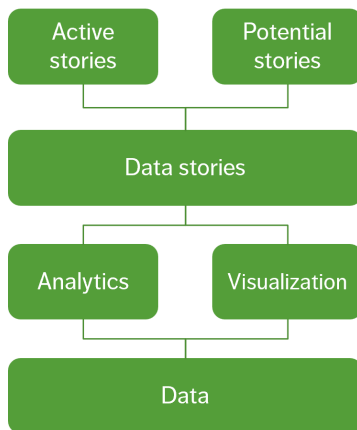 Active
stories
Potential
stories
Data stories
Analytics
Visualization
Data